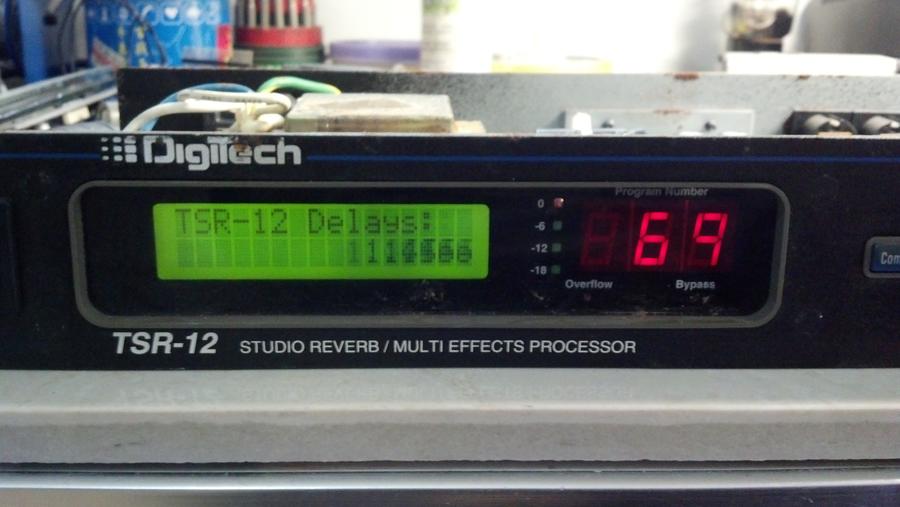 DigiTech
Program Number
TSR-12 Delays:
0
-6
-12
-18
69
Overflow
Bypass
Com
TSR-12
STUDIO REVERB / MULTI EFFECTS PROCESSOR